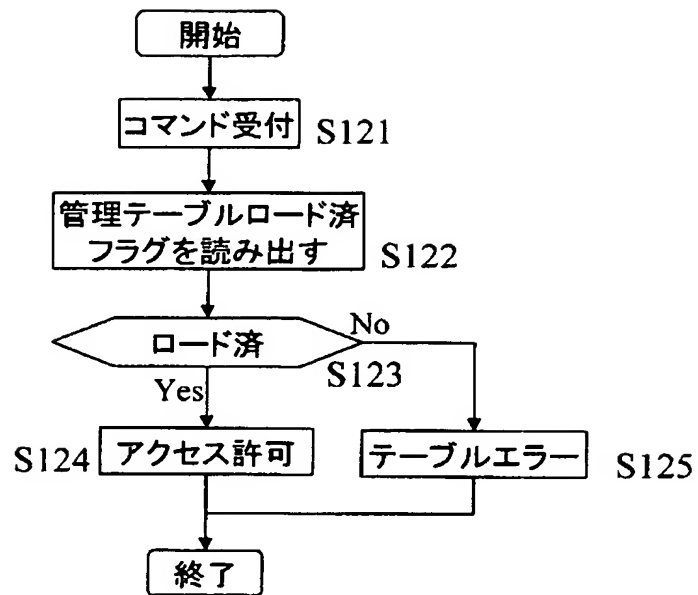 開始
コマンド受付 S121
管理テーブルロード済
フラグを読み出す S122
ロード済 No
S123
Yes
S124 アクセス許可 テーブルエラー S125
終了